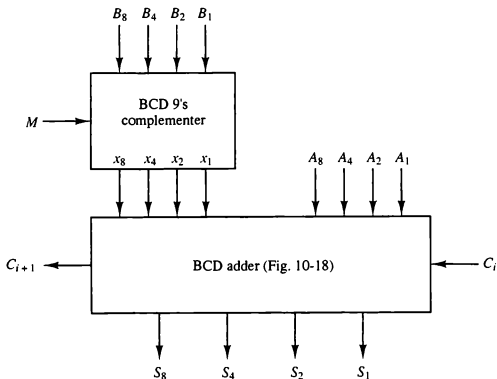 B8 B4 B2 B1
BCD 9's
complementer
M
x8 x4 x2 x1
A8 A4 A2 A1
Ci + 1
BCD adder (Fig. 10-18)
Ci
S8 S4 S2 S1